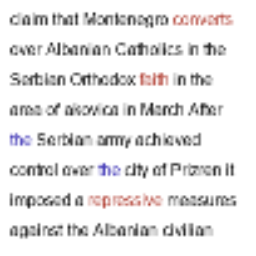 claim that Montenegro converts
over Albanian Catholics in the
Serbian Orthodox faith in the
area of akovica in March After
the Serbian army achieved
control over the city of Prizren it
imposed a repressive measures
against the Albanian civilian